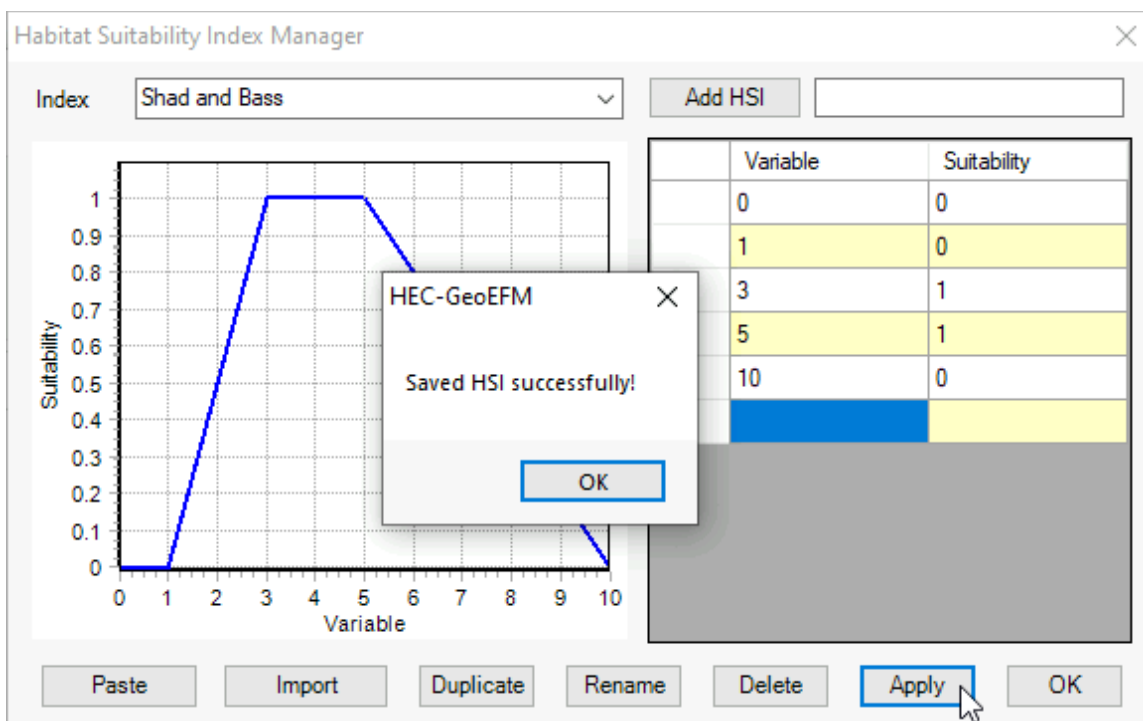 Habitat Suitability Index Manager
Index Shad and Bass Add HSI
Variable Suitability
0 0
1 0
3 1
5 1
10 0
1
0.9
0.8
0.7
0.6
0.5
0.4
0.3
0.2
0.1
0
Suitability
0 1 2 3 4 5 6 7 8 9 10
Variable
HEC-GeoEFM
Saved HSI successfully!
OK
Paste Import Duplicate Rename Delete Apply OK